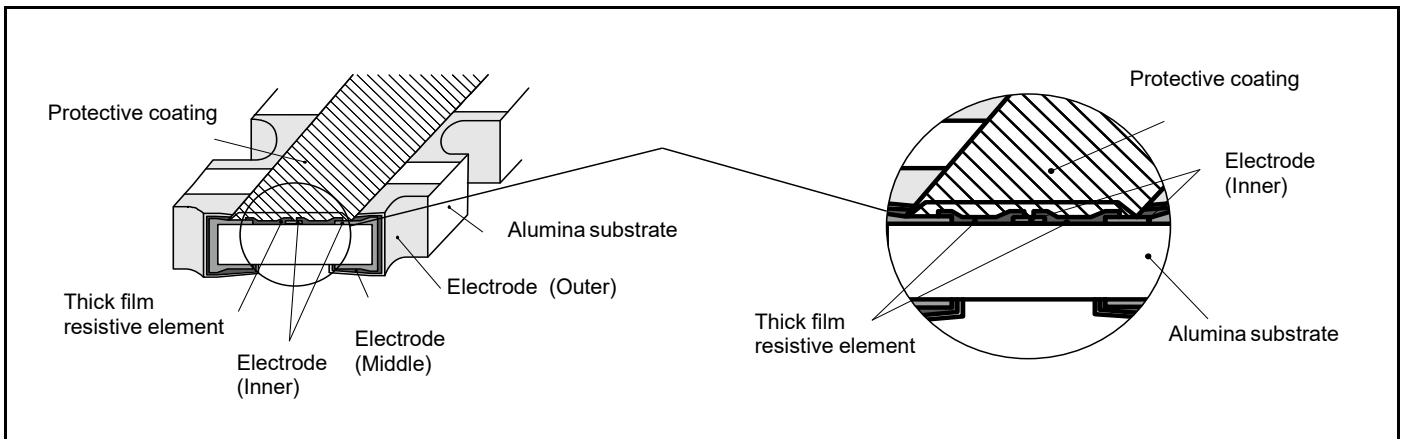 Protective coating
Alumina substrate
Electrode (Outer)
Thick film
resistive element
Electrode
(Middle)
Electrode
(Inner)
Protective coating
Electrode
(Inner)
Thick film
resistive element
Alumina substrate